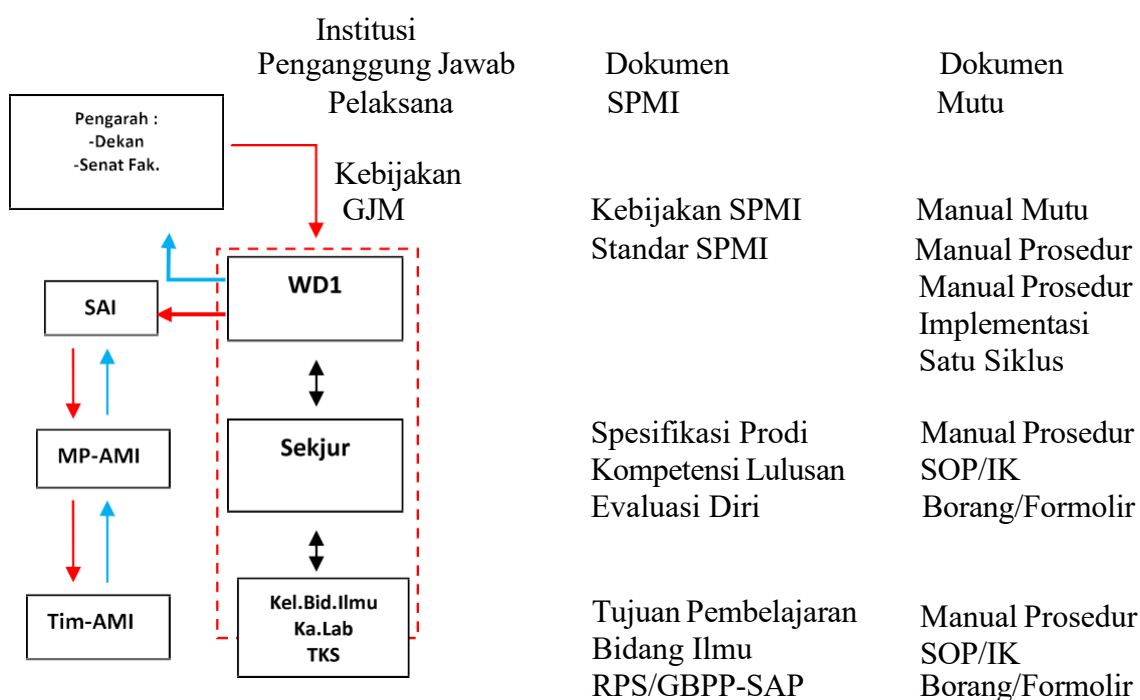 Institusi
Penganggung Jawab
Pelaksana
Dokumen
SPMI
Dokumen
Mutu
Pengarah :
-Dekan
-Senat Fak.
Kebijakan
GJM
Kebijakan SPMI
Standar SPMI
Manual Mutu
Manual Prosedur
Manual Prosedur
Implementasi
Satu Siklus
WD1
SAI
MP-AMI
Sekjur
Spesifikasi Prodi
Kompetensi Lulusan
Evaluasi Diri
Manual Prosedur
SOP/IK
Borang/Formolir
Tim-AMI
Kel.Bid.Ilmu
Ka.Lab
TKS
Tujuan Pembelajaran
Bidang Ilmu
RPS/GBPP-SAP
Manual Prosedur
SOP/IK
Borang/Formolir